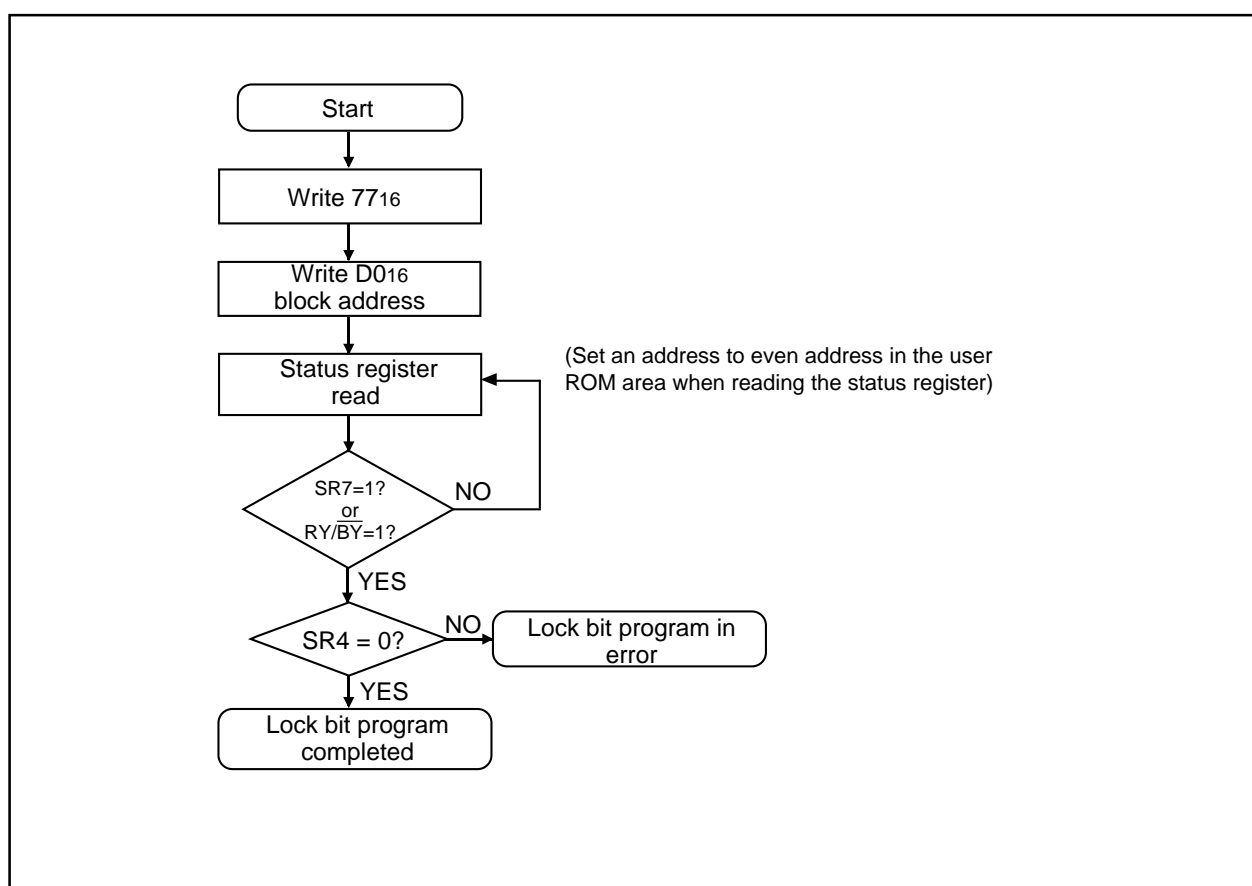 Start
Write 7716
Write D016
block address
Status register
read
(Set an address to even address in the user
ROM area when reading the status register)
SR7=1?
or
RY/B̅Y̅=1?
NO
YES
SR4 = 0?
NO
Lock bit program in
error
YES
Lock bit program
completed